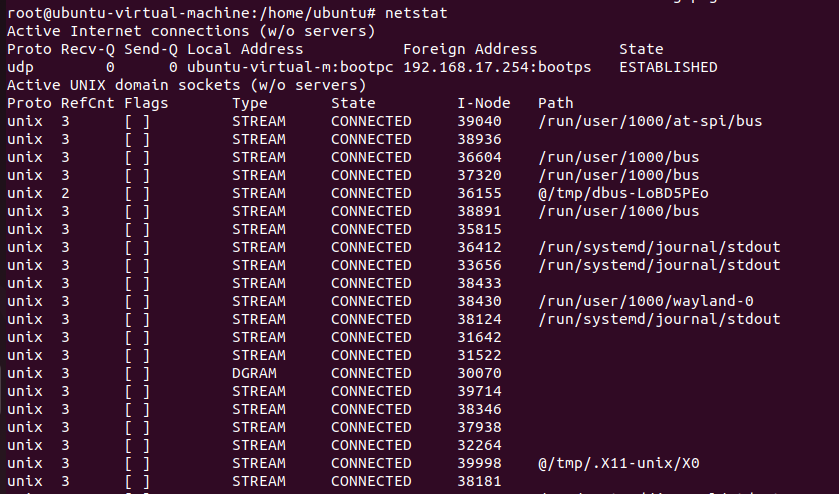 root@ubuntu-virtual-machine:/home/ubuntu# netstat
Active Internet connections (w/o servers)
Proto Recv-Q Send-Q Local Address           Foreign Address         State
udp        0      0 ubuntu-virtual-m:bootpc 192.168.17.254:bootps   ESTABLISHED
Active UNIX domain sockets (w/o servers)
Proto RefCnt Flags       Type       State         I-Node   Path
unix  3      [ ]         STREAM     CONNECTED     39040    /run/user/1000/at-spi/bus
unix  3      [ ]         STREAM     CONNECTED     38936
unix  3      [ ]         STREAM     CONNECTED     36604    /run/user/1000/bus
unix  3      [ ]         STREAM     CONNECTED     37320    /run/user/1000/bus
unix  2      [ ]         STREAM     CONNECTED     36155    @/tmp/dbus-LoBD5PEo
unix  3      [ ]         STREAM     CONNECTED     38891    /run/user/1000/bus
unix  3      [ ]         STREAM     CONNECTED     35815
unix  3      [ ]         STREAM     CONNECTED     36412    /run/systemd/journal/stdout
unix  3      [ ]         STREAM     CONNECTED     33656    /run/systemd/journal/stdout
unix  3      [ ]         STREAM     CONNECTED     38433
unix  3      [ ]         STREAM     CONNECTED     38430    /run/user/1000/wayland-0
unix  3      [ ]         STREAM     CONNECTED     38124    /run/systemd/journal/stdout
unix  3      [ ]         STREAM     CONNECTED     31642
unix  3      [ ]         STREAM     CONNECTED     31522
unix  3      [ ]         DGRAM      CONNECTED     30070
unix  3      [ ]         STREAM     CONNECTED     39714
unix  3      [ ]         STREAM     CONNECTED     38346
unix  3      [ ]         STREAM     CONNECTED     37938
unix  3      [ ]         STREAM     CONNECTED     32264
unix  3      [ ]         STREAM     CONNECTED     39998    @/tmp/.X11-unix/X0
unix  3      [ ]         STREAM     CONNECTED     38181